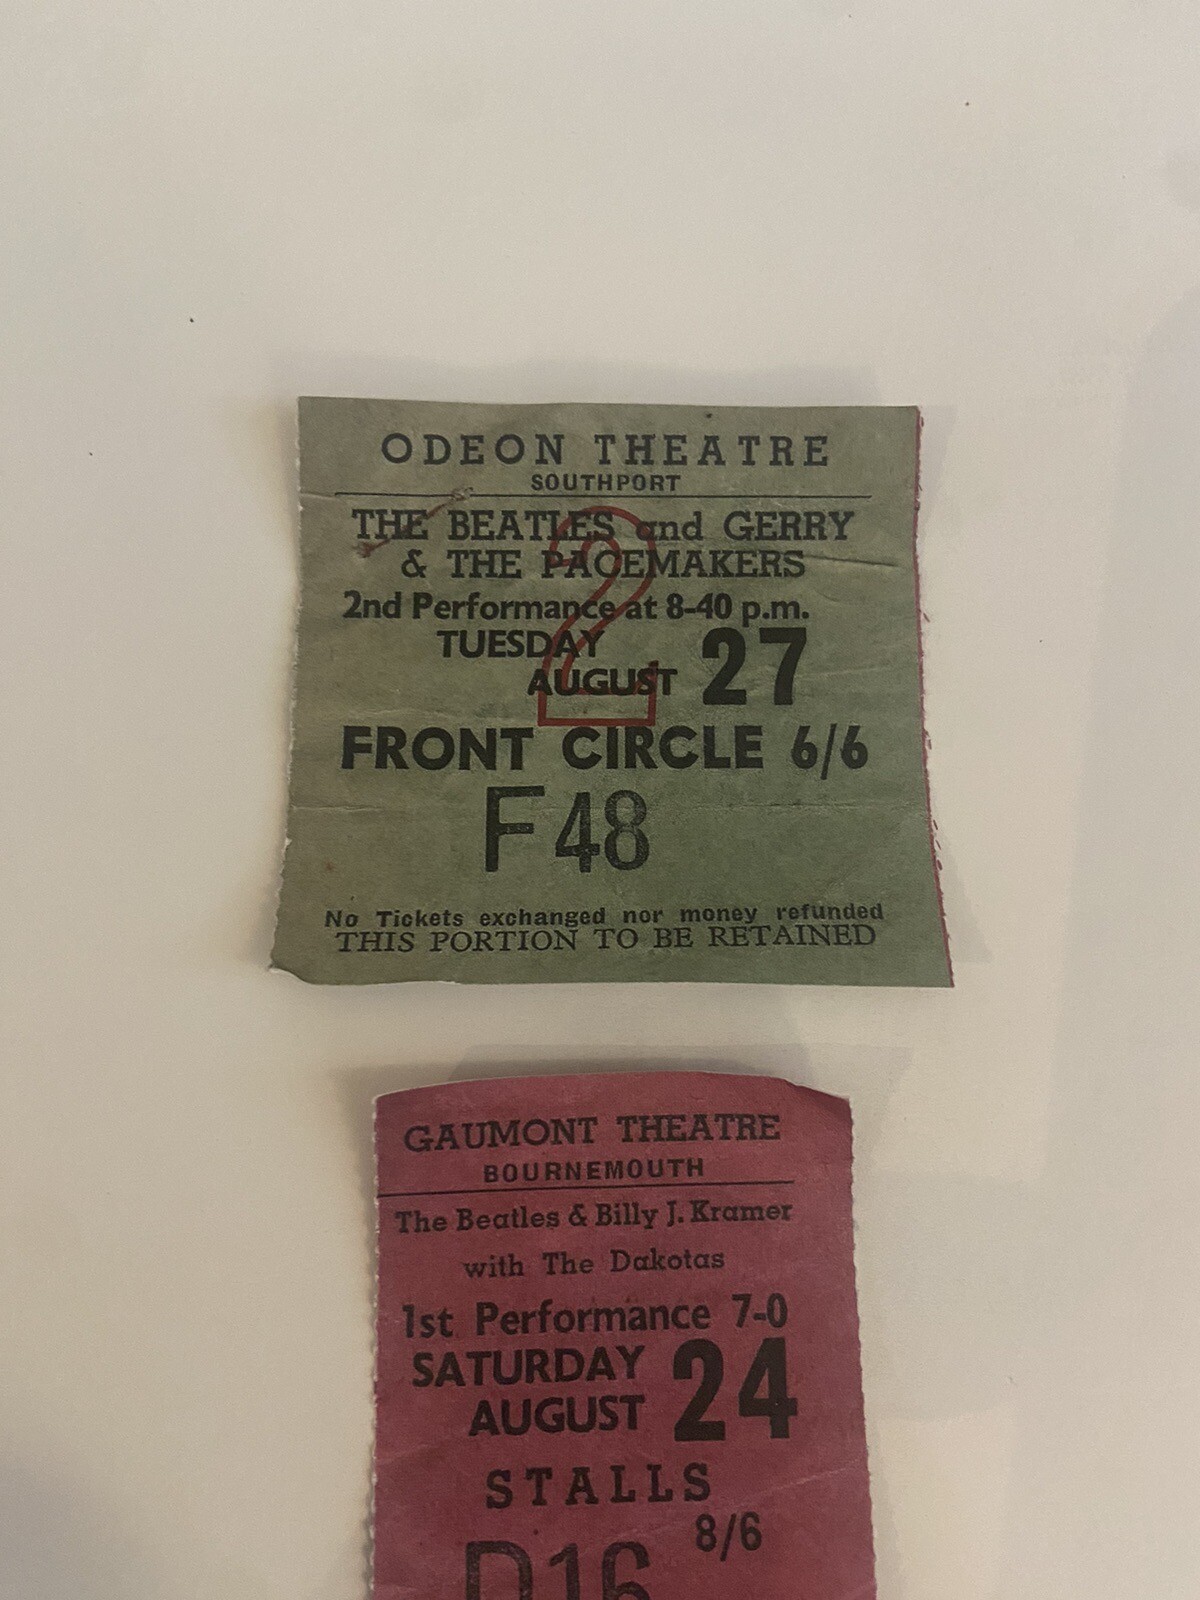 ODEON THEATRE
SOUTHPORT
THE BEATLES and GERRY
& THE PACEMAKERS
2nd Performance at 8-40 p.m.
TUESDAY
AUGUST 27
2
FRONT CIRCLE 6/6
F 48
No Tickets exchanged nor money refunded
THIS PORTION TO BE RETAINED
GAUMONT THEATRE
BOURNEMOUTH
The Beatles & Billy J. Kramer
with The Dakotas
1st Performance 7-0
SATURDAY
AUGUST 24
STALLS
8/6
D16